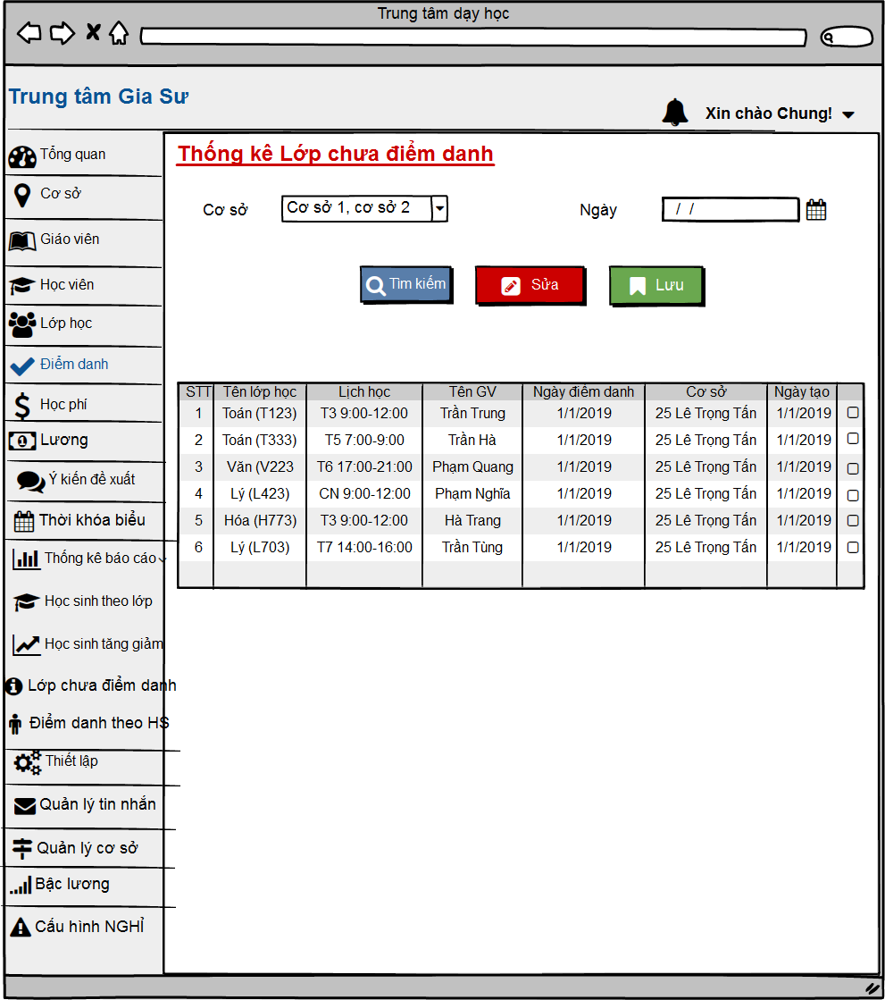 Trung tâm dạy học
Trung tâm Gia Sư
Xin chào Chung!
Tổng quan
Cơ sở
Giáo viên
Học viên
Lớp học
Điểm danh
Học phí
Lương
Ý kiến đề xuất
Thời khóa biểu
Thống kê báo cáo
Học sinh theo lớp
Học sinh tăng giảm
Lớp chưa điểm danh
Điểm danh theo HS
Thiết lập
Quản lý tin nhắn
Quản lý cơ sở
Bậc lương
Cấu hình NGHỈ
Thống kê Lớp chưa điểm danh
Cơ sở Cơ sở 1, cơ sở 2 Ngày / /
Tìm kiếm Sửa Lưu
STT Tên lớp học Lịch học Tên GV Ngày điểm danh Cơ sở Ngày tạo
1 Toán (T123) T3 9:00-12:00 Trần Trung 1/1/2019 25 Lê Trọng Tấn 1/1/2019
2 Toán (T333) T5 7:00-9:00 Trần Hà 1/1/2019 25 Lê Trọng Tấn 1/1/2019
3 Văn (V223 T6 17:00-21:00 Phạm Quang 1/1/2019 25 Lê Trọng Tấn 1/1/2019
4 Lý (L423) CN 9:00-12:00 Phạm Nghĩa 1/1/2019 25 Lê Trọng Tấn 1/1/2019
5 Hóa (H773) T3 9:00-12:00 Hà Trang 1/1/2019 25 Lê Trọng Tấn 1/1/2019
6 Lý (L703) T7 14:00-16:00 Trần Tùng 1/1/2019 25 Lê Trọng Tấn 1/1/2019